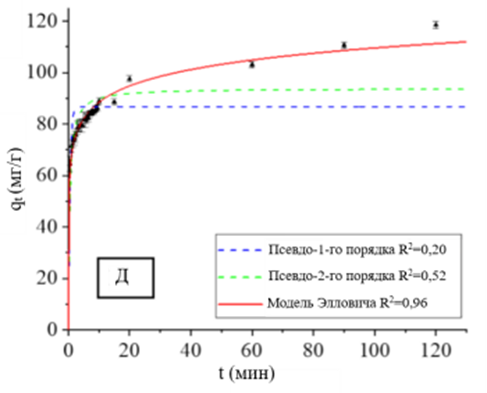 120
100
80
60
40
20
0
qt (мг/г)
Псевдо-1-го порядка R²=0,20
Псевдо-2-го порядка R²=0,52
Модель Элловича R²=0,96
Д
0 20 40 60 80 100 120
t (мин)